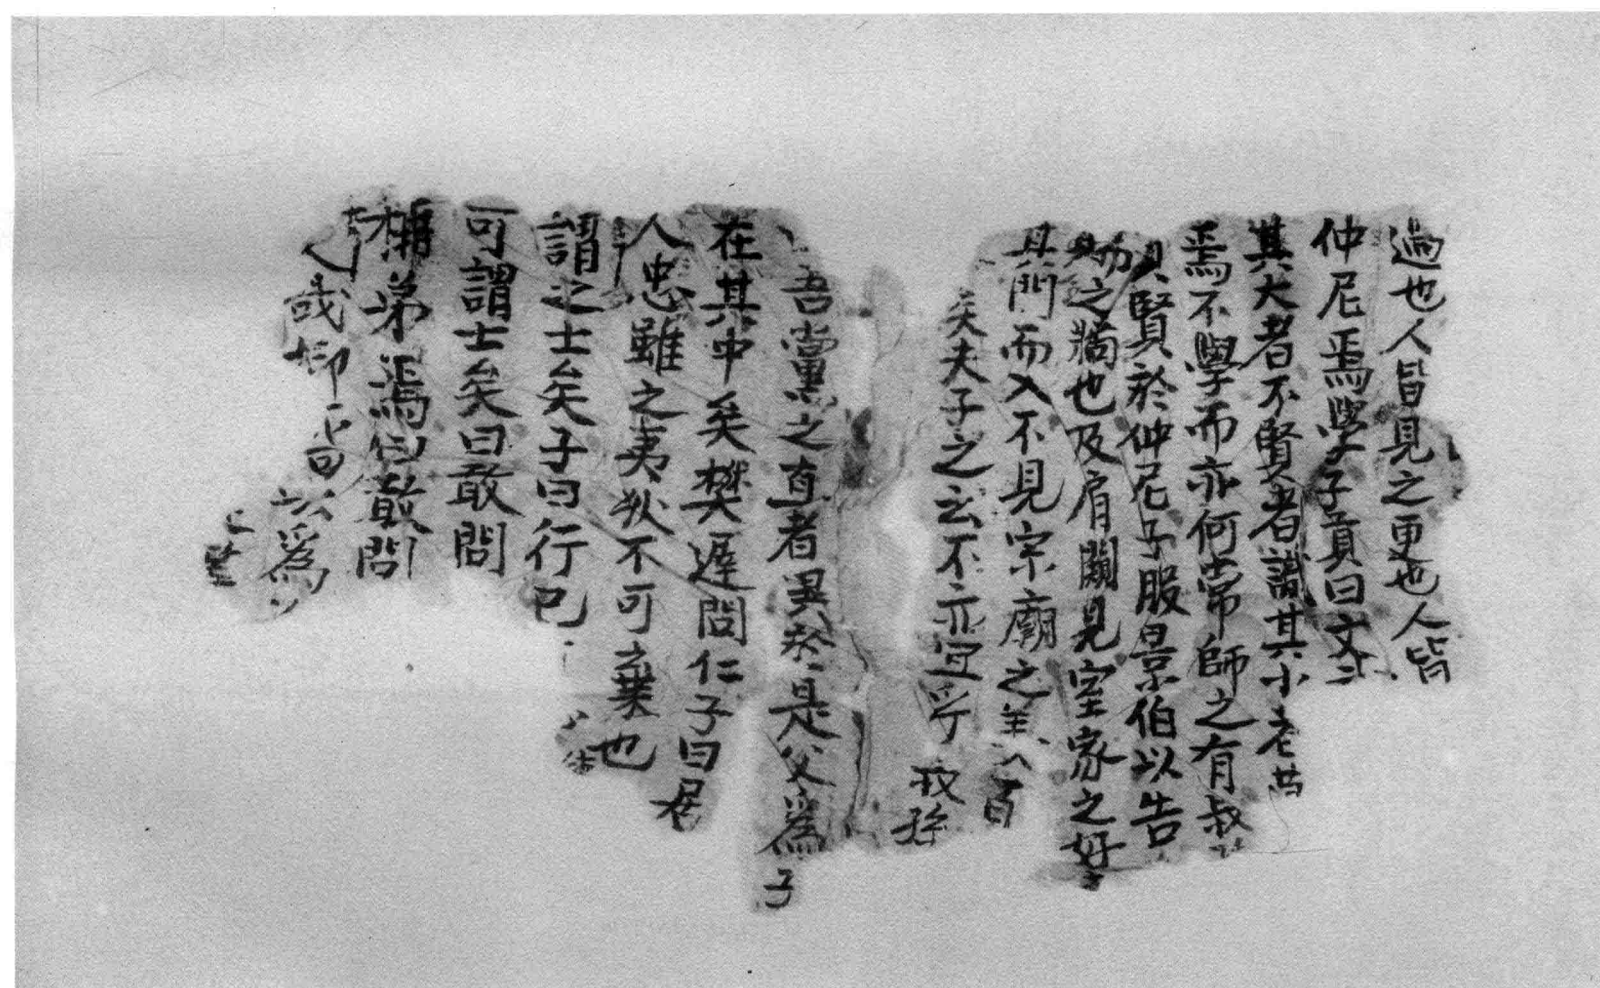 過也人皆見之更也人皆
仲尼焉學子貢曰文武
其大者不賢者識其小者
焉不學而亦何常師之有叔
賢於仲尼子服景伯以告
賜之牆也及肩闚見室家之好
其門而入不見宗廟之美百
矣夫子之云不亦宜乎 叔孫
吾黨之直者異於是父爲子
在其中矣樊遲問仁子曰居
人忠雖之夷狄不可棄也
謂之士矣子曰行己
可謂士矣曰敢問
稱弟焉曰敢問
哉抑
以爲